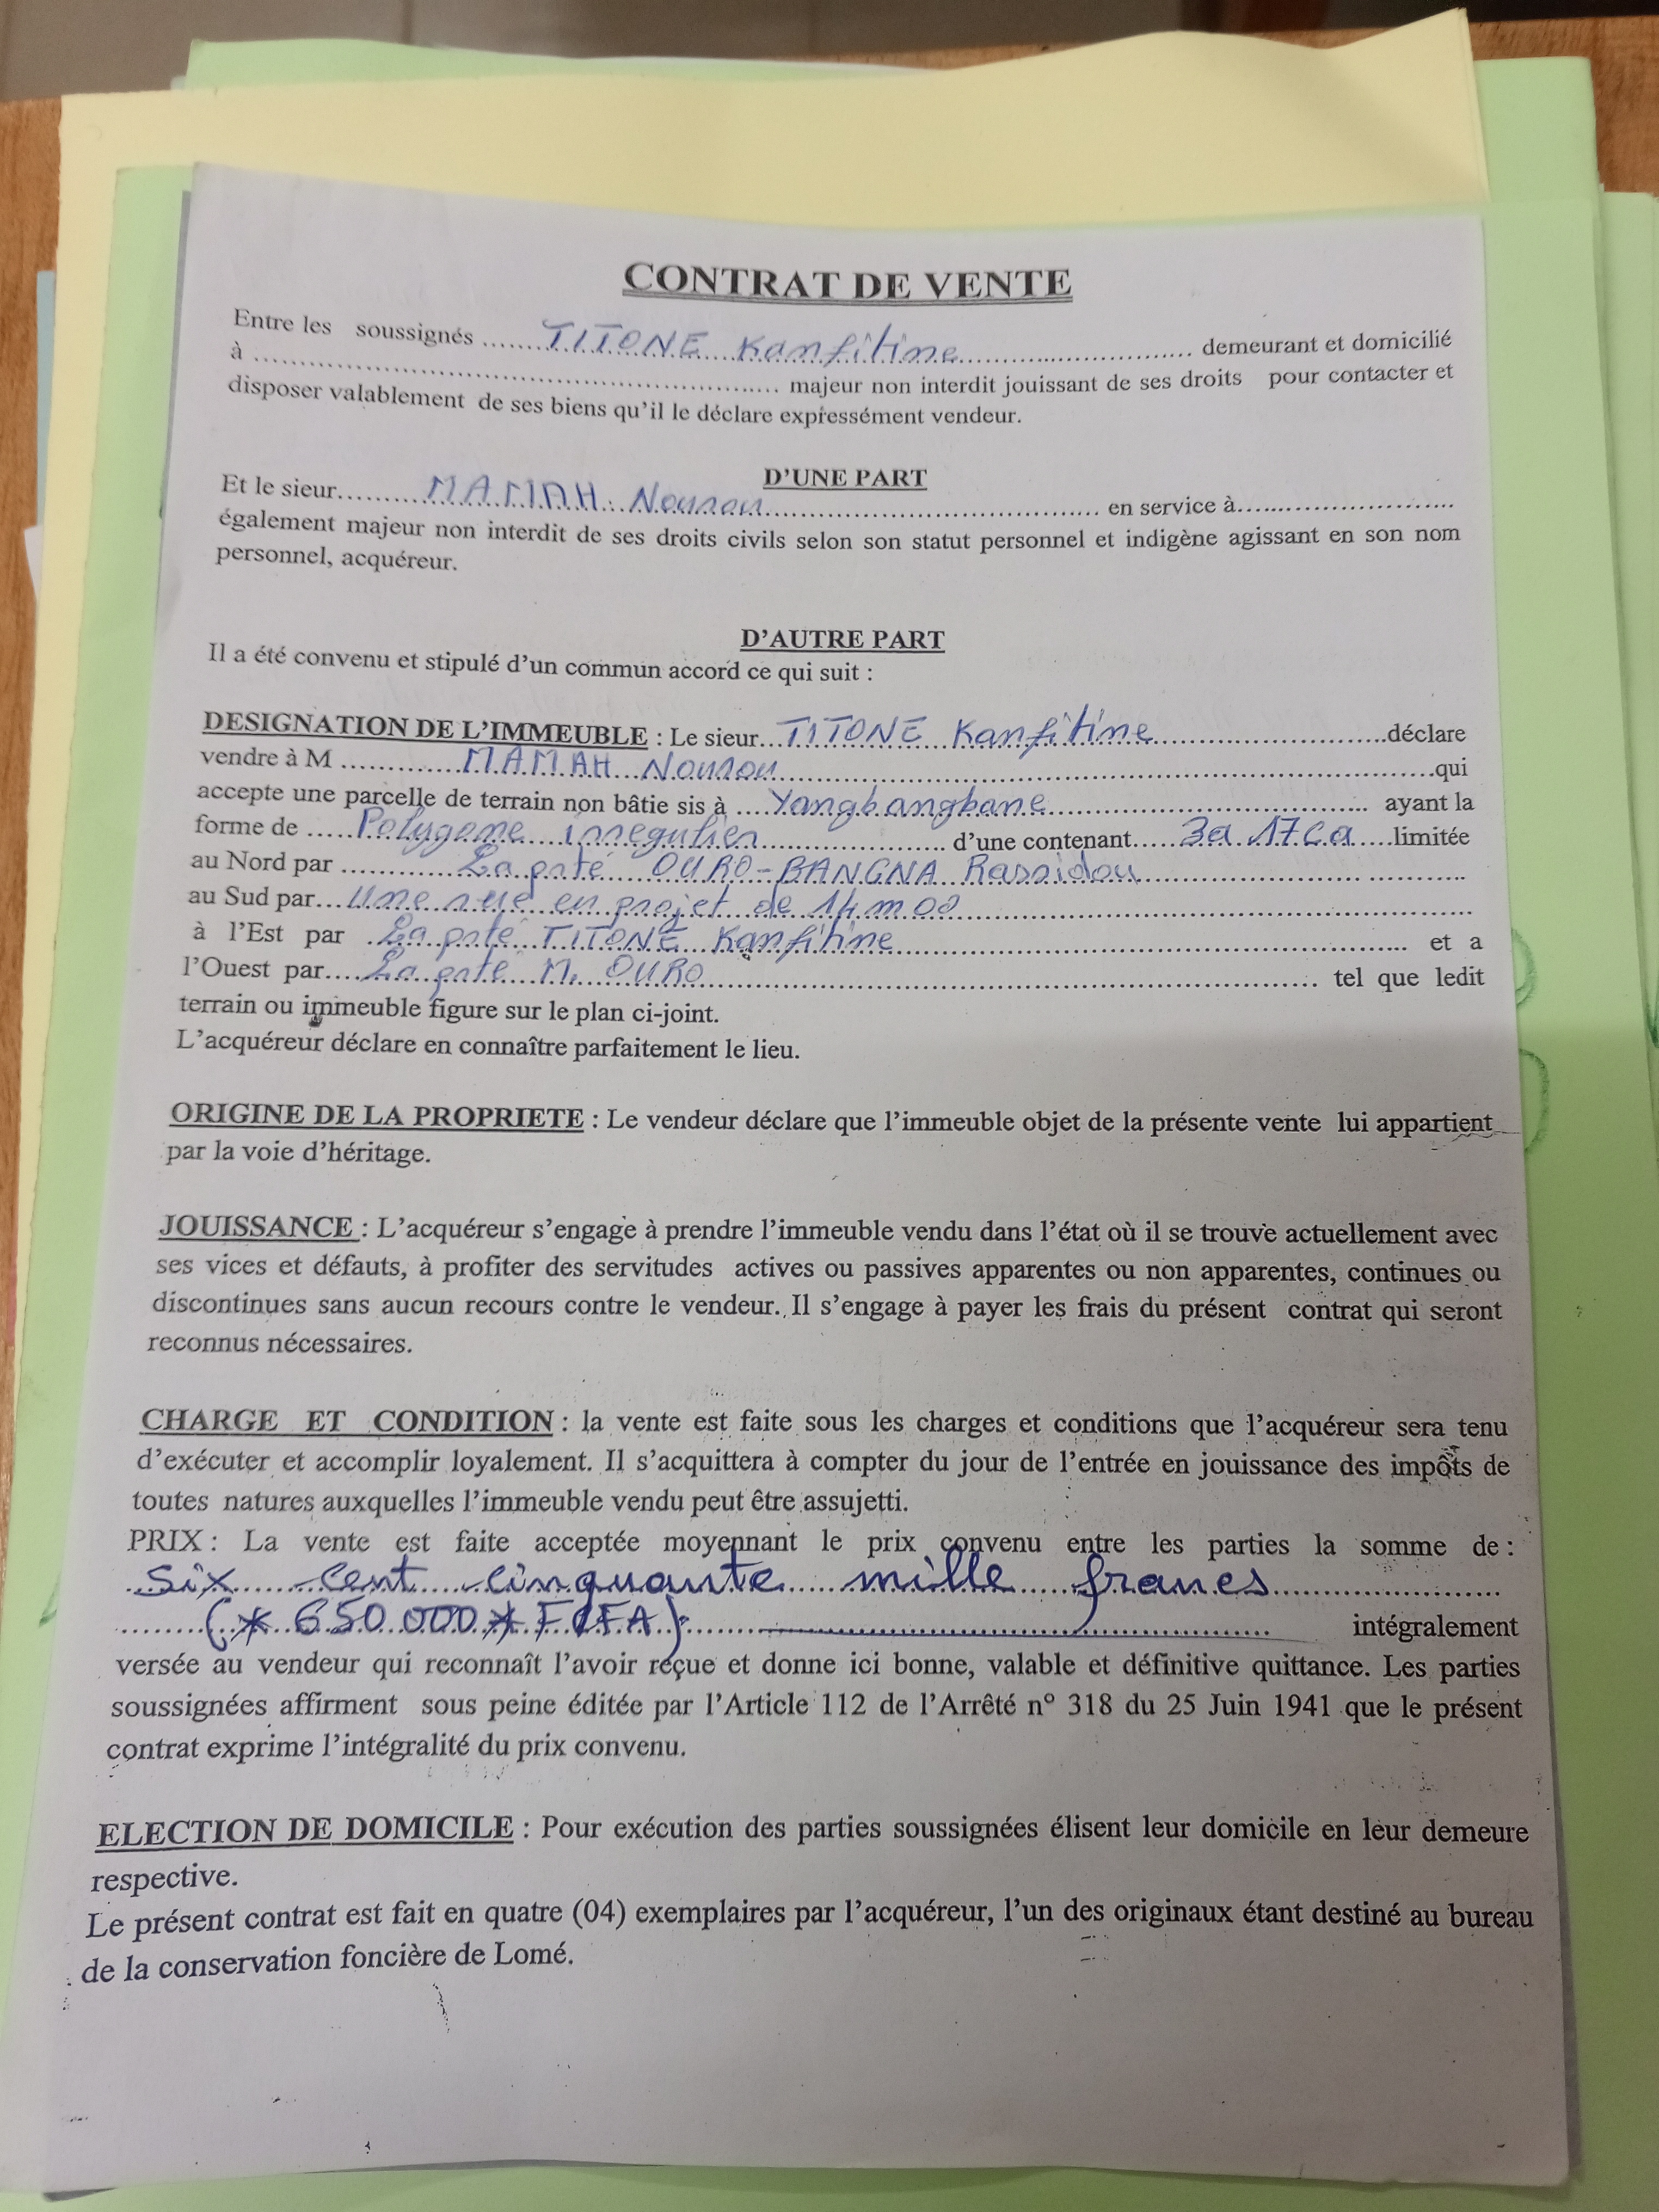 CONTRAT DE VENTE
Entre les soussignés ....... TITONE Kanfitine ............................ demeurant et domicilié
à ........................................................................ majeur non interdit jouissant de ses droits pour contacter et
disposer valablement de ses biens qu'il le déclare expressément vendeur.
D'UNE PART
Et le sieur.......... MAMAH Nourou .......................................... en service à...........................
également majeur non interdit de ses droits civils selon son statut personnel et indigène agissant en son nom
personnel, acquéreur.
D'AUTRE PART
Il a été convenu et stipulé d'un commun accord ce qui suit :
DESIGNATION DE L'IMMEUBLE : Le sieur... TITONE Kanfitine .............................déclare
vendre à M ............. MAMAH Nourou ..........................................................................qui
accepte une parcelle de terrain non bâtie sis à .... Yangbangbane ........................................ ayant la
forme de ..... Polygone irregulier ........................ d'une contenant..... 3a 17 Ca .....limitée
au Nord par ............. La pté OURO-BANGNA Rassidou ...........................................
au Sud par... Une rue en projet de 14 m 00 ...............................................................
à l'Est par . La pté TITONE Kanfitine ................................................................ et a
l'Ouest par.... La pté M. OURO ........................................................................ tel que ledit
terrain ou immeuble figure sur le plan ci-joint.
L'acquéreur déclare en connaître parfaitement le lieu.
ORIGINE DE LA PROPRIETE : Le vendeur déclare que l'immeuble objet de la présente vente lui appartient
par la voie d'héritage.
JOUISSANCE : L'acquéreur s'engage à prendre l'immeuble vendu dans l'état où il se trouve actuellement avec
ses vices et défauts, à profiter des servitudes actives ou passives apparentes ou non apparentes, continues ou
discontinues sans aucun recours contre le vendeur. Il s'engage à payer les frais du présent contrat qui seront
reconnus nécessaires.
CHARGE ET CONDITION : la vente est faite sous les charges et conditions que l'acquéreur sera tenu
d'exécuter et accomplir loyalement. Il s'acquittera à compter du jour de l'entrée en jouissance des impôts de
toutes natures auxquelles l'immeuble vendu peut être assujetti.
PRIX : La vente est faite acceptée moyennant le prix convenu entre les parties la somme de :
Six cent cinquante mille francs ........................
........ (* 650.000 * F CFA) ........................................................ intégralement
versée au vendeur qui reconnaît l'avoir reçue et donne ici bonne, valable et définitive quittance. Les parties
soussignées affirment sous peine éditée par l'Article 112 de l'Arrêté n° 318 du 25 Juin 1941 que le présent
contrat exprime l'intégralité du prix convenu.
ELECTION DE DOMICILE : Pour exécution des parties soussignées élisent leur domicile en leur demeure
respective.
Le présent contrat est fait en quatre (04) exemplaires par l'acquéreur, l'un des originaux étant destiné au bureau
de la conservation foncière de Lomé.